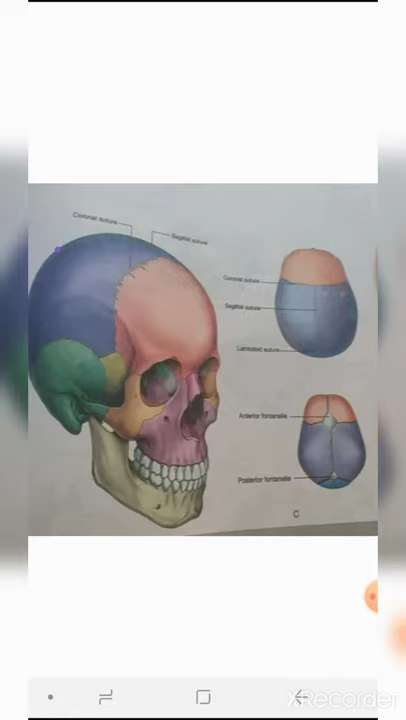 Coronal suture
Sagittal suture
Coronal suture
Sagittal suture
Lambdoid suture
Anterior fontanelle
Posterior fontanelle
C
XRecorder